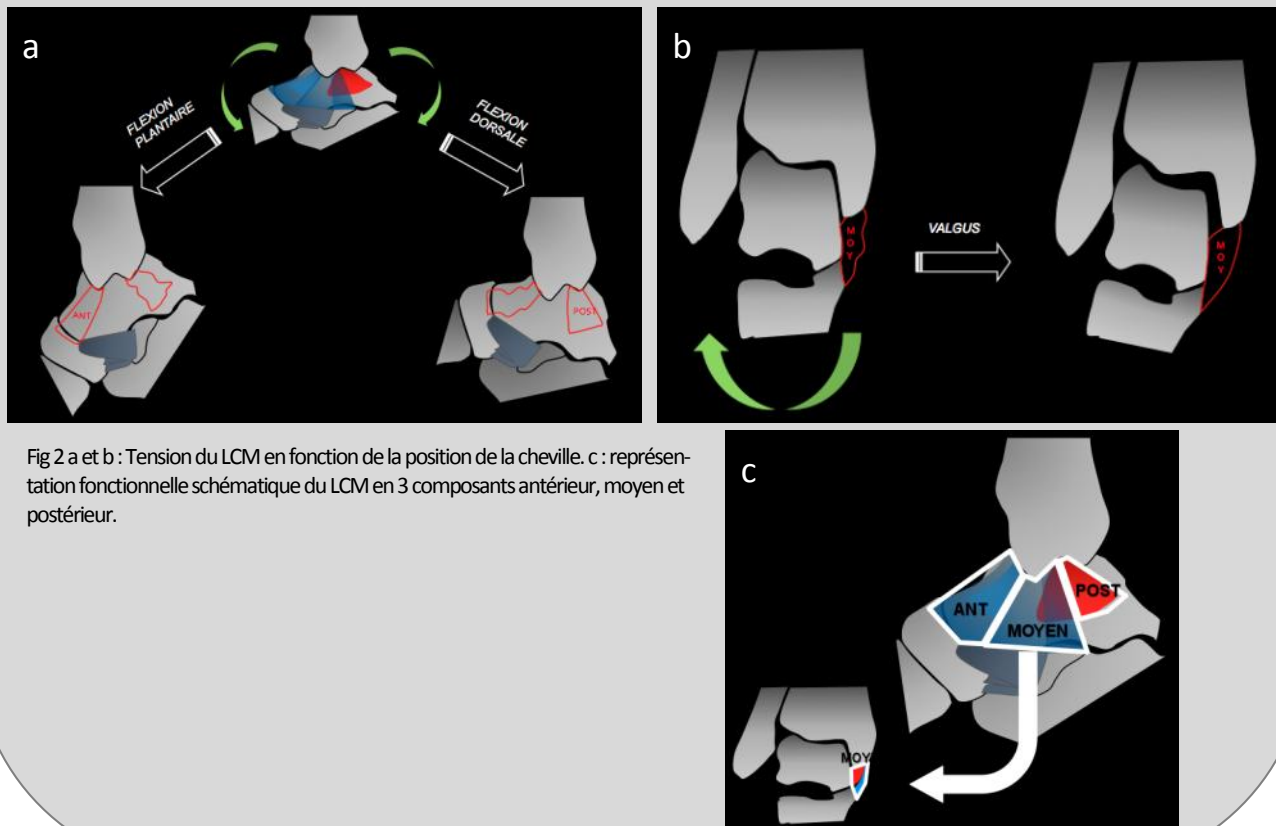 a
FLEXION
PLANTAIRE
FLEXION
DORSALE
ANT
POST
b
MOY
VALGUS
MOY
Fig 2 a et b : Tension du LCM en fonction de la position de la cheville. c : représen-
tation fonctionnelle schématique du LCM en 3 composants antérieur, moyen et
postérieur.
c
ANT
MOYEN
POST
MOY